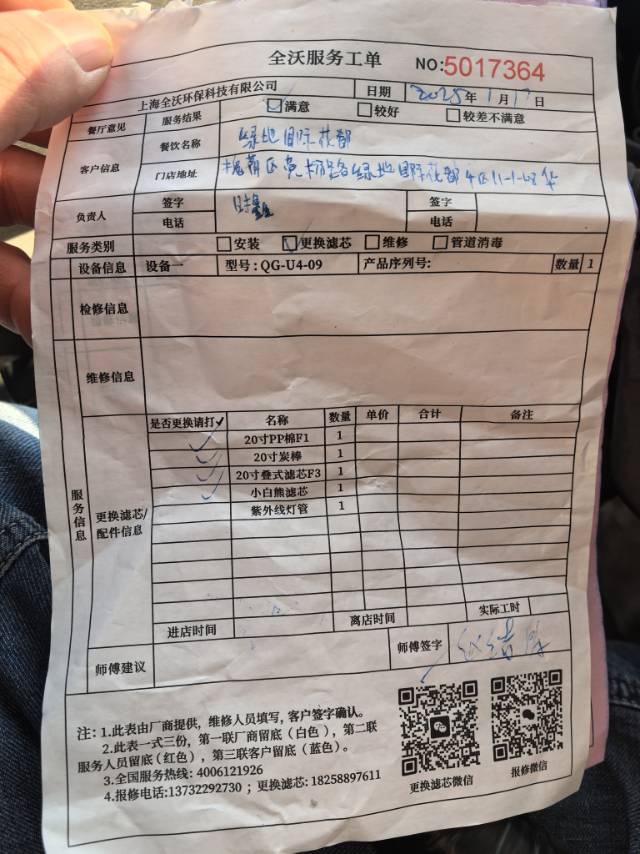 全沃服务工单 NO:5017364
上海全沃环保科技有限公司 日期 2025年1月17日
餐厅意见 服务结果 满意 较好 较差不满意
客户信息 餐饮名称 绿地国际花都
门店地址 绿地国际花都4区11-1-
负责人 签字 签字
电话 电话
服务类别 安装 更换滤芯 维修 管道消毒
服务信息
设备信息 设备一 型号:QG-U4-09 产品序列号: 数量 1
检修信息
维修信息
更换滤芯/配件信息
是否更换请打✓ 名称 数量 单价 合计 备注
✓ 20寸PP棉F1 1
✓ 20寸炭棒 1
✓ 20寸叠式滤芯F3 1
✓ 小白熊滤芯 1
紫外线灯管 1
进店时间 离店时间 实际工时
师傅建议 师傅签字
注: 1.此表由厂商提供，维修人员填写，客户签字确认。
2.此表一式三份，第一联厂商留底(白色)，第二联
服务人员留底(红色)，第三联客户留底(蓝色)。
3.全国服务热线: 4006121926
4.报修电话:13732292730 ; 更换滤芯: 18258897611
更换滤芯微信 报修微信